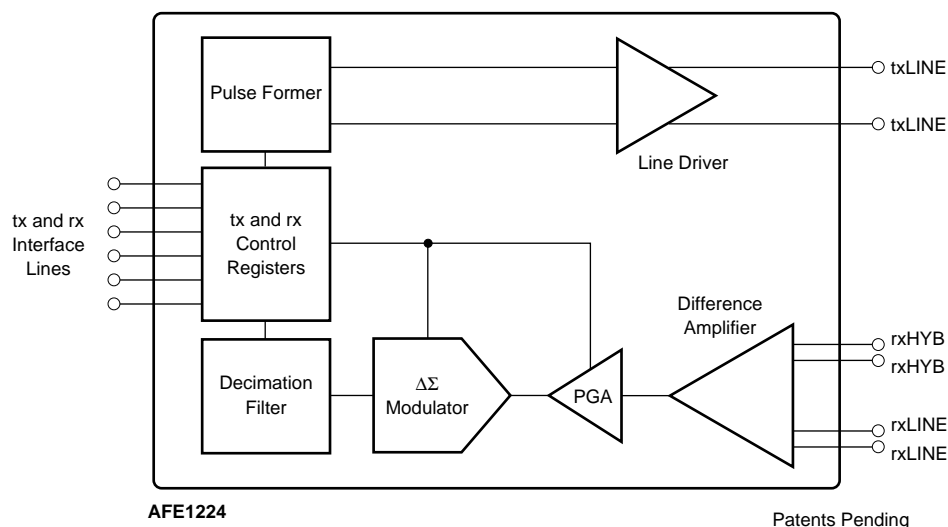 Pulse Former
txLINE
txLINE
Line Driver
tx and rx
Interface
Lines
tx and rx
Control
Registers
Difference
Amplifier
rxHYB
rxHYB
Decimation
Filter
ΔΣ
Modulator
PGA
rxLINE
rxLINE
AFE1224
Patents Pending